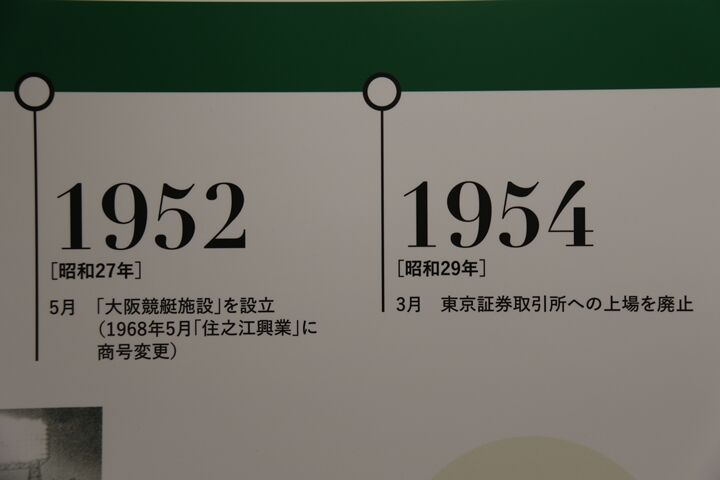 1952
［昭和27年］
5月　「大阪競艇施設」を設立
（1968年5月「住之江興業」に
商号変更）
1954
［昭和29年］
3月　東京証券取引所への上場を廃止